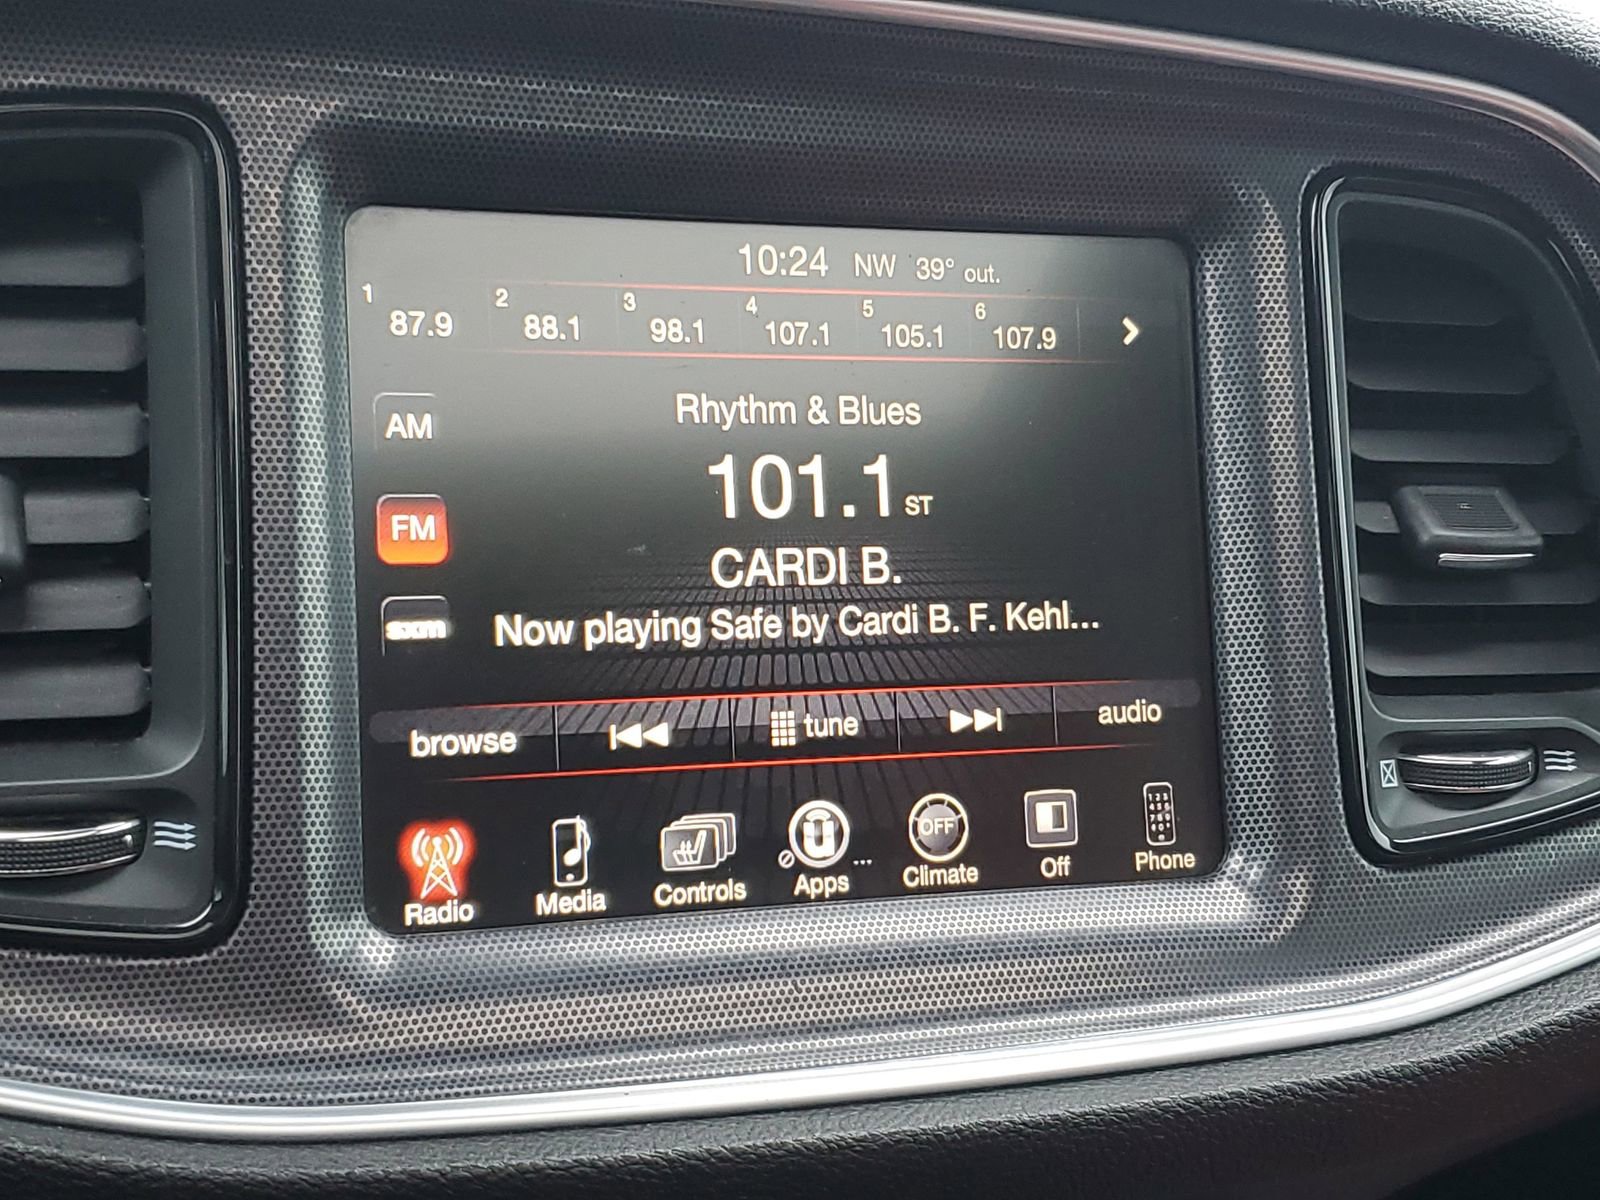 10:24 NW 39° out.
1 87.9 2 88.1 3 98.1 4 107.1 5 105.1 6 107.9
AM
Rhythm & Blues
101.1 ST
FM
CARDI B.
sxm
Now playing Safe by Cardi B. F. Kehl...
browse tune audio
OFF
Radio Media Controls Apps ... Climate Off Phone